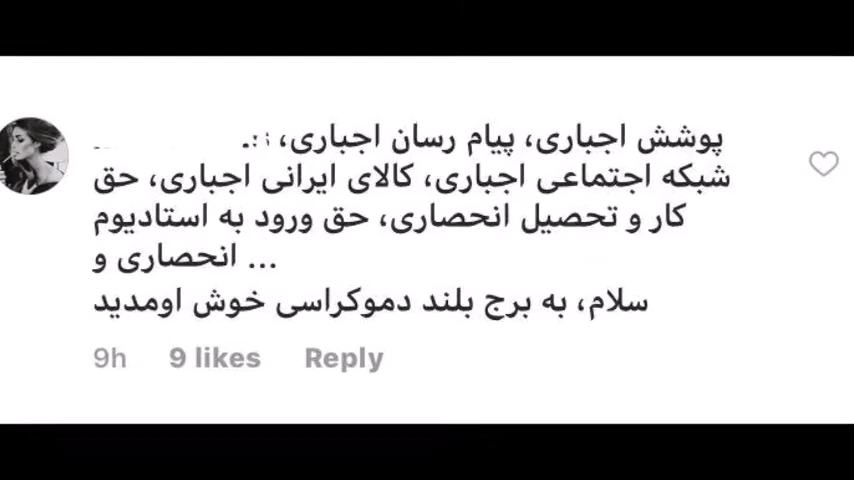 پوشش اجباری، پیام رسان اجباری،
شبکه اجتماعی اجباری، کالای ایرانی اجباری، حق
کار و تحصیل انحصاری، حق ورود به استادیوم
انحصاری و ...
سلام، به برج بلند دموکراسی خوش اومدید
9h 9 likes Reply